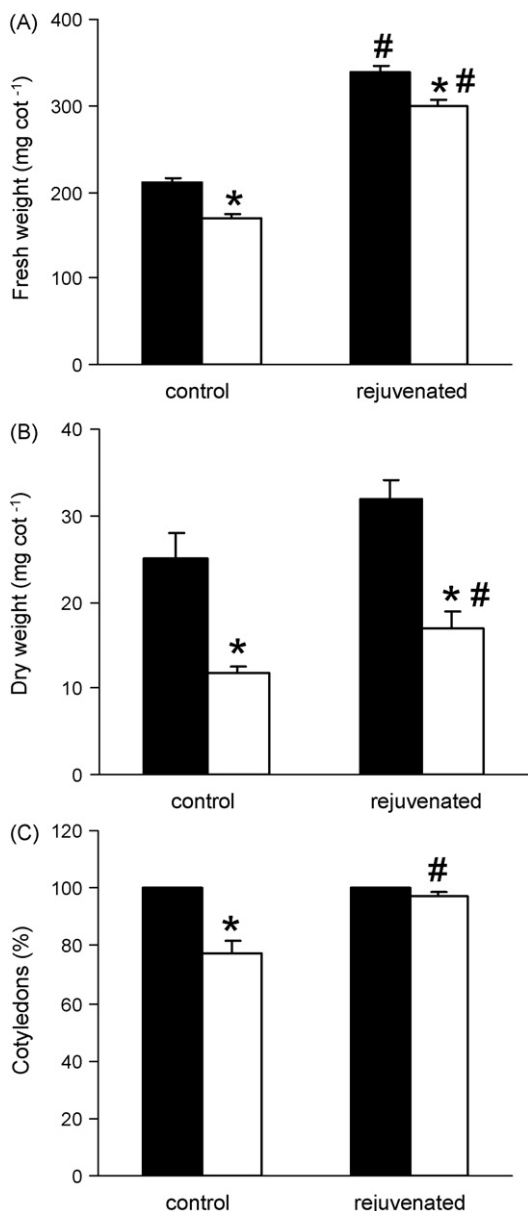 (A)
Fresh weight (mg cot -1)
400
300
200
100
0
# 
* #
*
control rejuvenated
(B)
Dry weight (mg cot -1)
40
30
20
10
0
* #
*
control rejuvenated
(C)
Cotyledons (%)
120
100
80
60
40
20
0
#
*
control rejuvenated